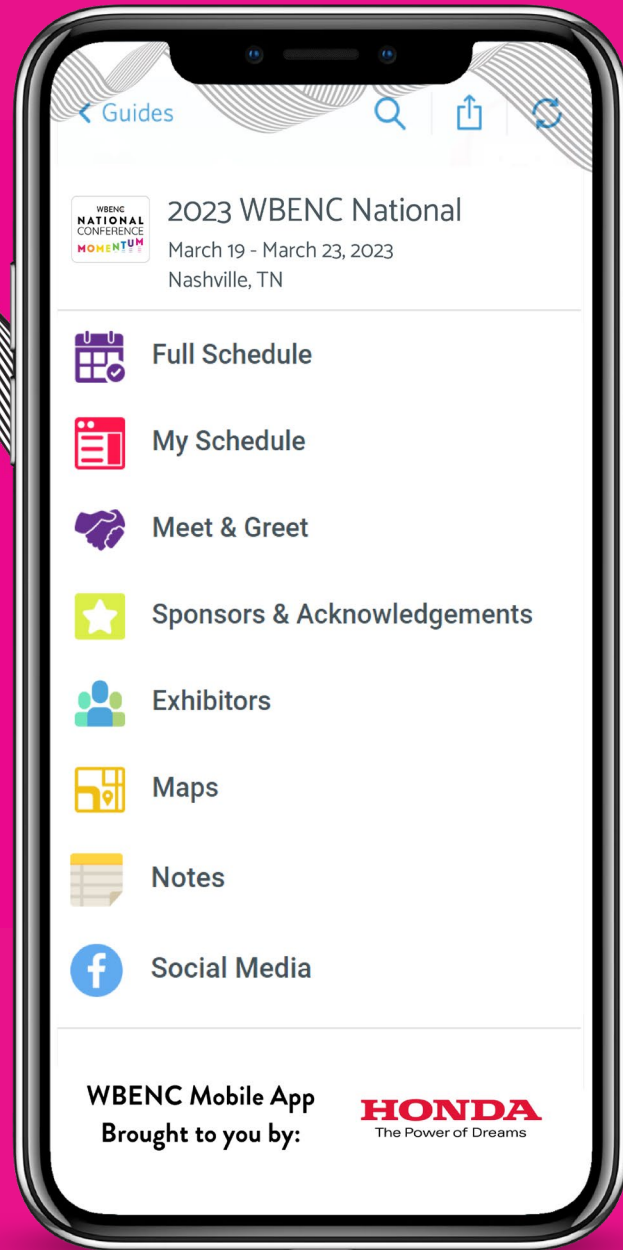 Guides
WBENC
NATIONAL
CONFERENCE
MOMENTUM
2023 WBENC National
March 19 - March 23, 2023
Nashville, TN
Full Schedule
My Schedule
Meet & Greet
Sponsors & Acknowledgements
Exhibitors
Maps
Notes
Social Media
WBENC Mobile App
Brought to you by:
HONDA
The Power of Dreams